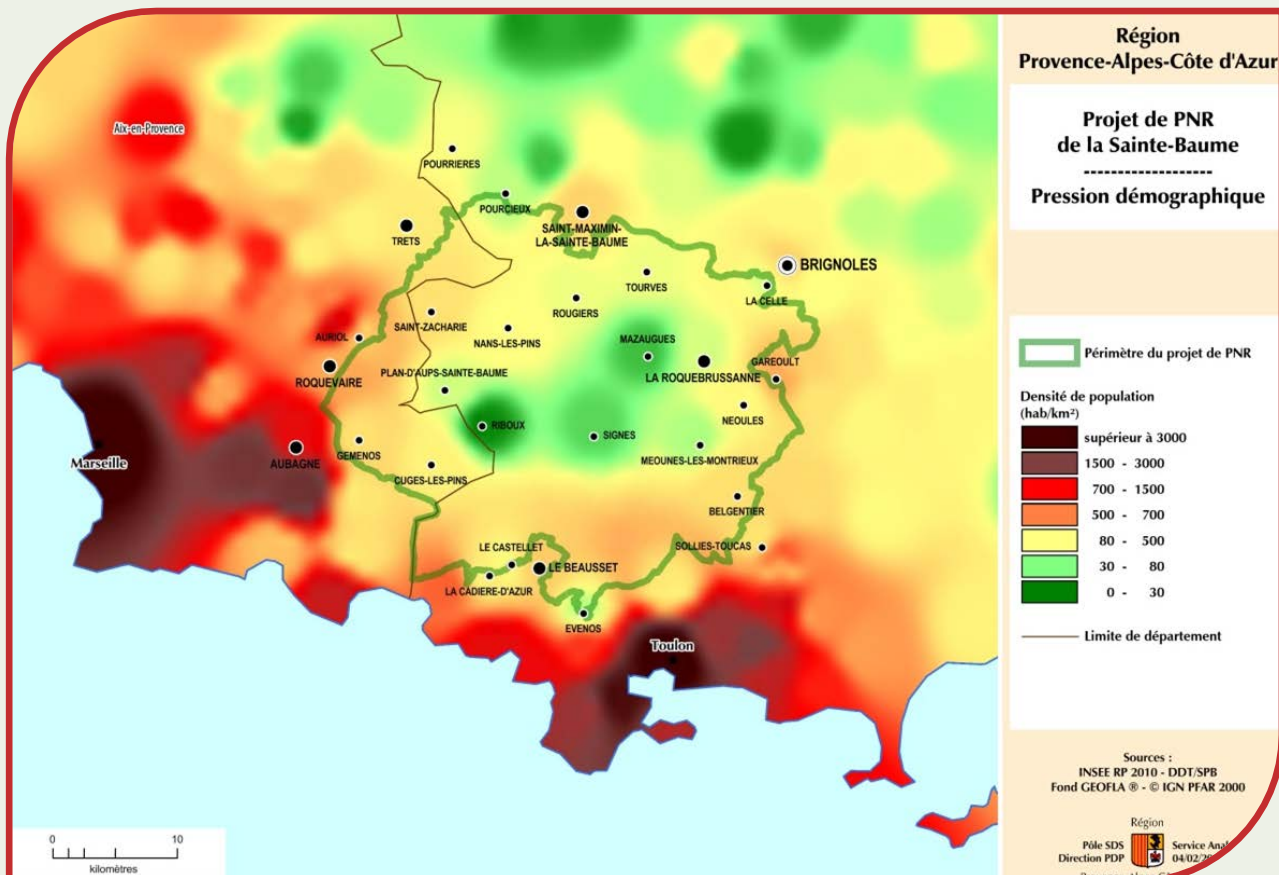 Aix-en-Provence
POURRIERES
POURCIEUX
TRETS
SAINT-MAXIMIN-
LA-SAINTE-BAUME
BRIGNOLES
TOURVES
LA CELLE
ROUGIERS
SAINT-ZACHARIE
AURIOL
NANS-LES-PINS
MAZAUGUES
GAREOULT
ROQUEVAIRE
PLAN-D'AUPS-SAINTE-BAUME
LA ROQUEBRUSSANNE
NEOULES
RIBOUX
SIGNES
Marseille
AUBAGNE
GEMENOS
MEOUNES-LES-MONTRIEUX
CUGES-LES-PINS
BELGENTIER
LE CASTELLET
SOLLIES-TOUCAS
LE BEAUSSET
LA CADIERE-D'AZUR
EVENOS
Toulon
0 10
kilomètres
Région
Provence-Alpes-Côte d'Azur
Projet de PNR
de la Sainte-Baume
-------------------
Pression démographique
Périmètre du projet de PNR
Densité de population
(hab/km²)
supérieur à 3000
1500 - 3000
700 - 1500
500 - 700
80 - 500
30 - 80
0 - 30
Limite de département
Sources :
INSEE RP 2010 - DDT/SPB
Fond GEOFLA ® - © IGN PFAR 2000
Région
Pôle SDS Service
Direction PDP 04/02/